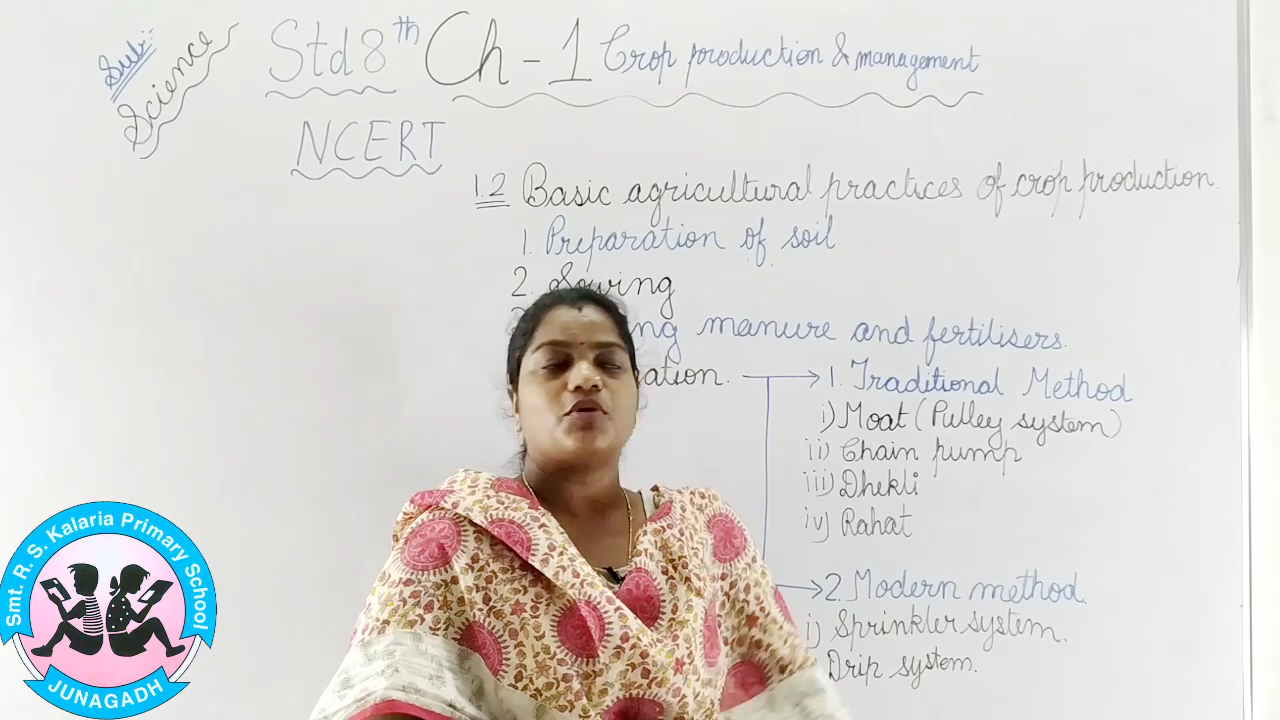 Sub:-
Science
Std 8th Ch - 1 Crop production & management
NCERT
1.2 Basic agricultural practices of crop production.
1. Preparation of soil
2. Sowing
manure and fertilisers.
1. Traditional Method
i) Moat (Pulley system)
ii) Chain pump
iii) Dhekli
iv) Rahat
2. Modern method.
i) Sprinkler system.
Drip system.
Smt. R. S. Kalaria Primary School
JUNAGADH